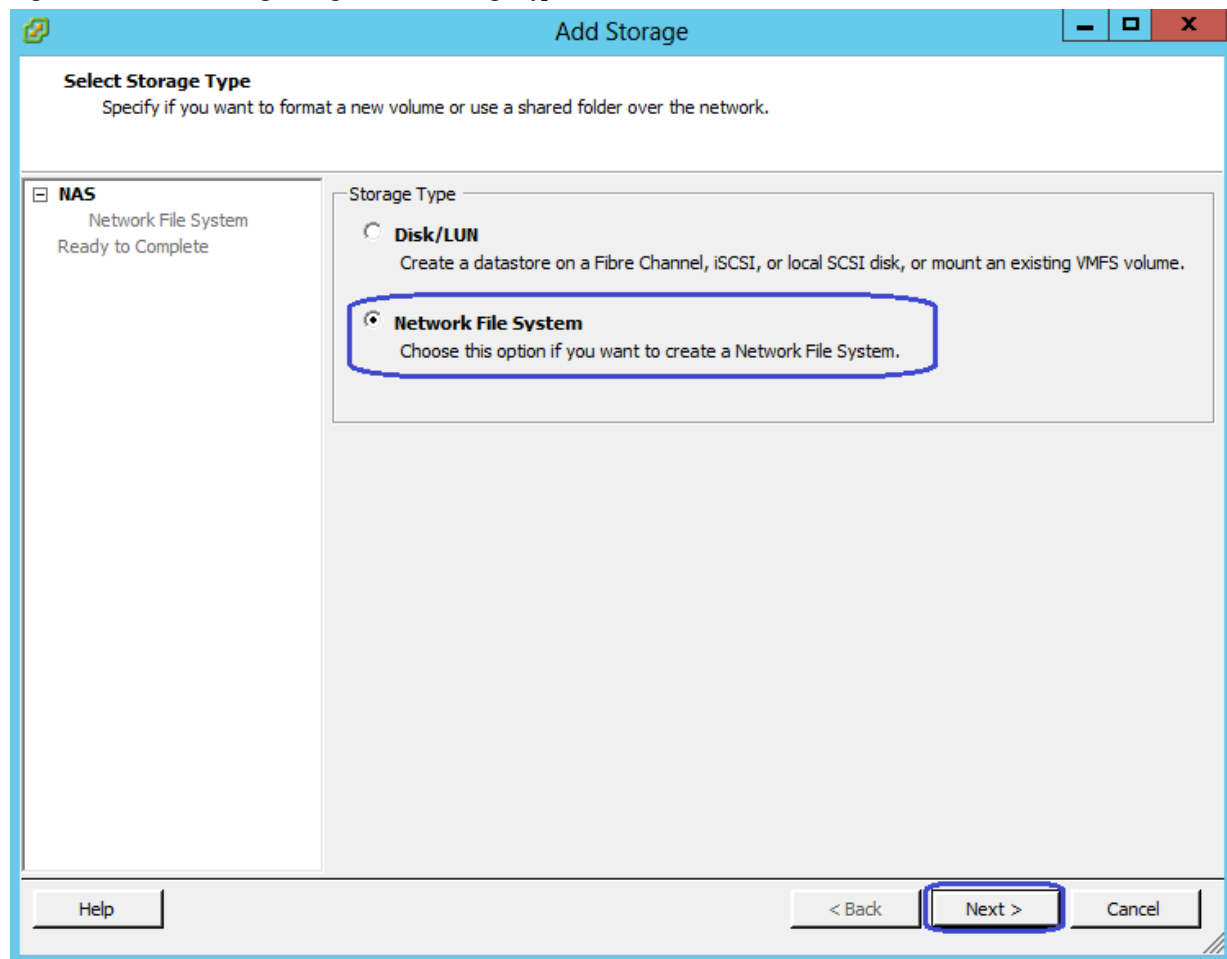 Add Storage
Select Storage Type
Specify if you want to format a new volume or use a shared folder over the network.
NAS
Network File System
Ready to Complete
Storage Type
Disk/LUN
Create a datastore on a Fibre Channel, iSCSI, or local SCSI disk, or mount an existing VMFS volume.
Network File System
Choose this option if you want to create a Network File System.
Help
< Back
Next >
Cancel